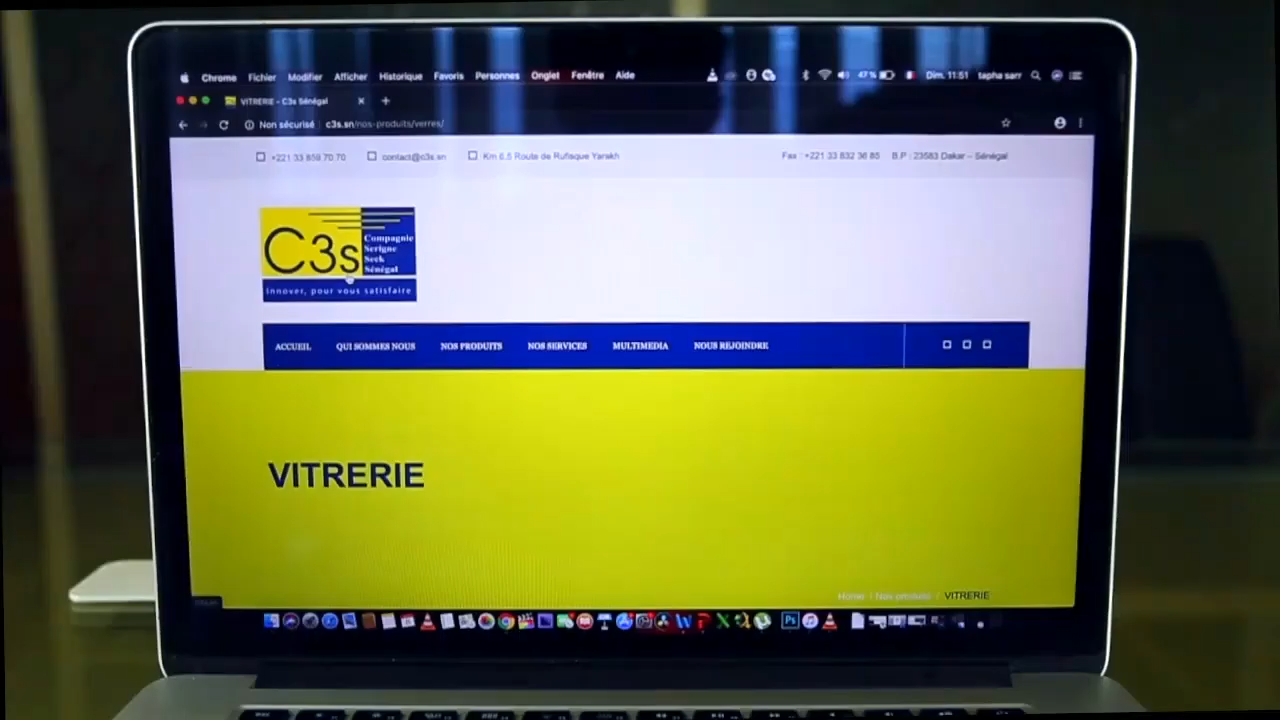 Chrome Fichier Modifier Afficher Historique Favoris Personnes Onglet Fenêtre Aide 47 % Dim. 11:51 tapha sarr
VITRERIE - C3s Sénégal
Non sécurisé c3s.sn/nos-produits/verres/
+221 33 859 70 70 contact@c3s.sn Km 6,5 Route de Rufisque Yarakh Fax : +221 33 832 36 85 B.P : 23583 Dakar – Sénégal
C3s
Compagnie
Serigne
Seck
Sénégal
Innover, pour vous satisfaire
ACCUEIL QUI SOMMES NOUS NOS PRODUITS NOS SERVICES MULTIMEDIA NOUS REJOINDRE
VITRERIE
Home / Nos produits / VITRERIE
Ps